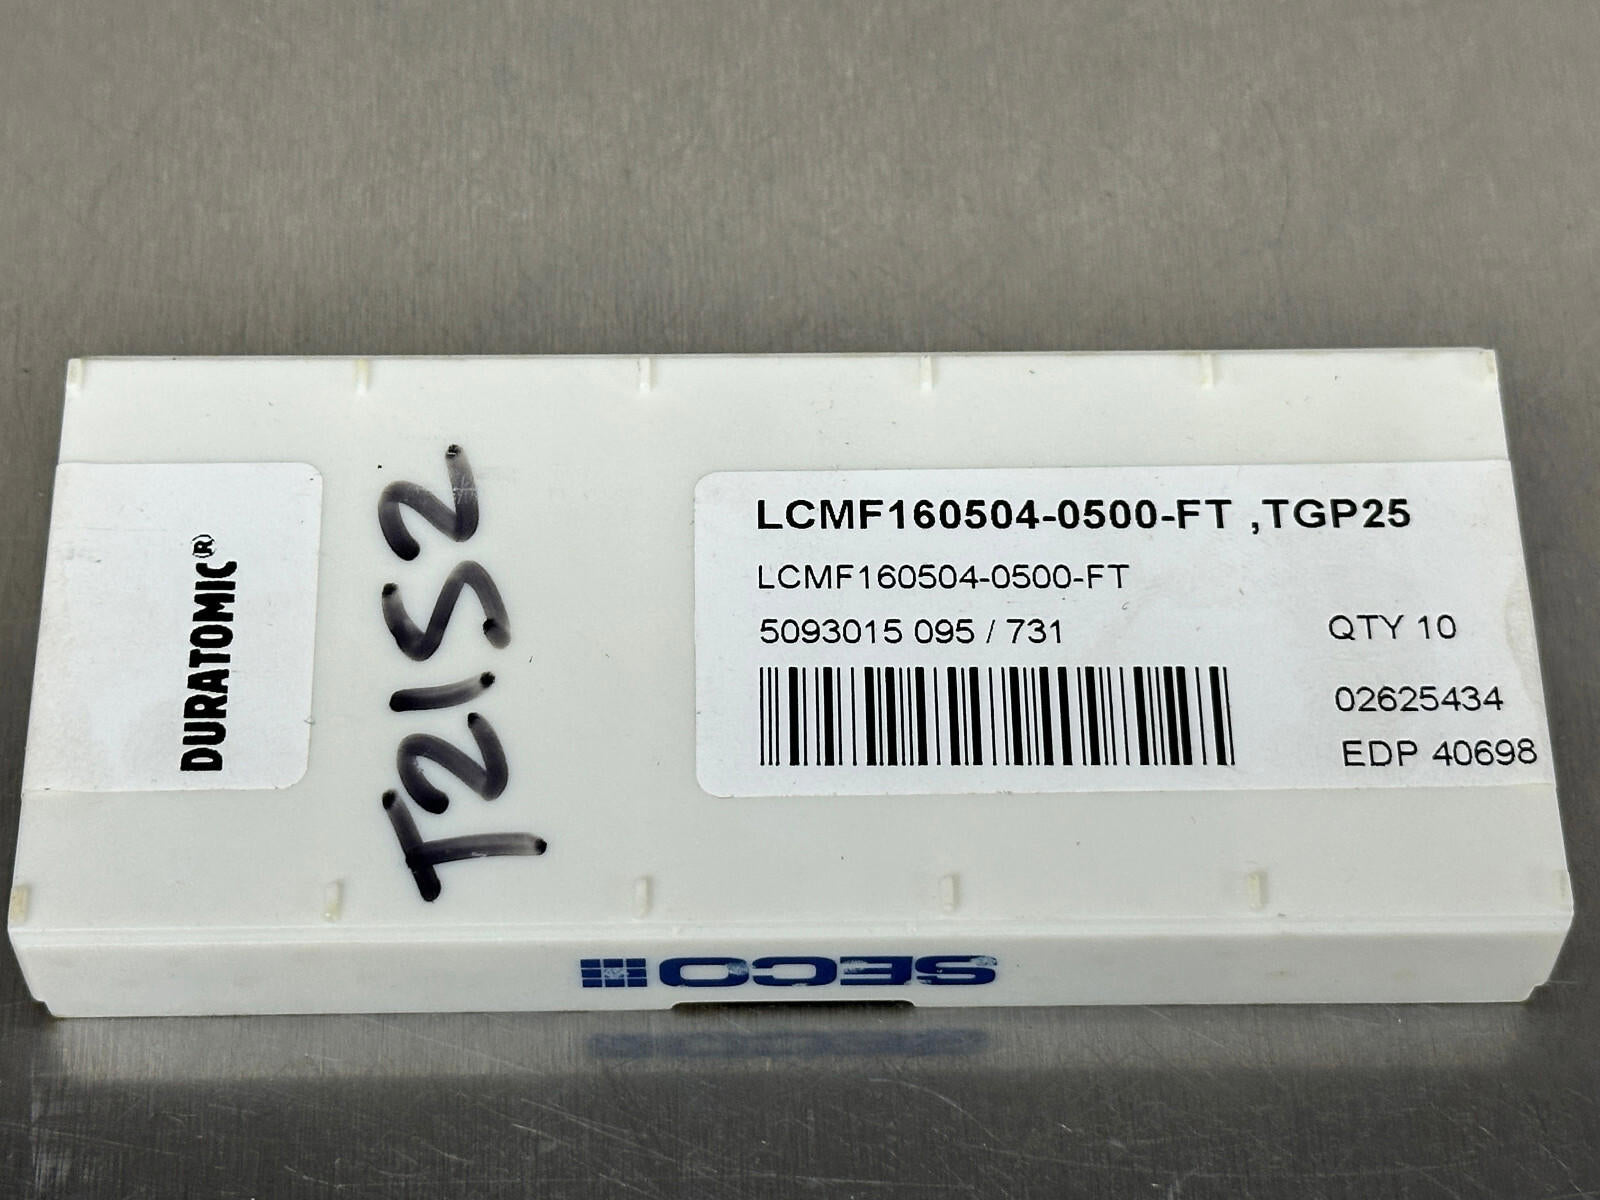 DURATOMIC®
T2152
LCMF160504-0500-FT ,TGP25
LCMF160504-0500-FT
5093015 095 / 731
QTY 10
02625434
EDP 40698
SECO